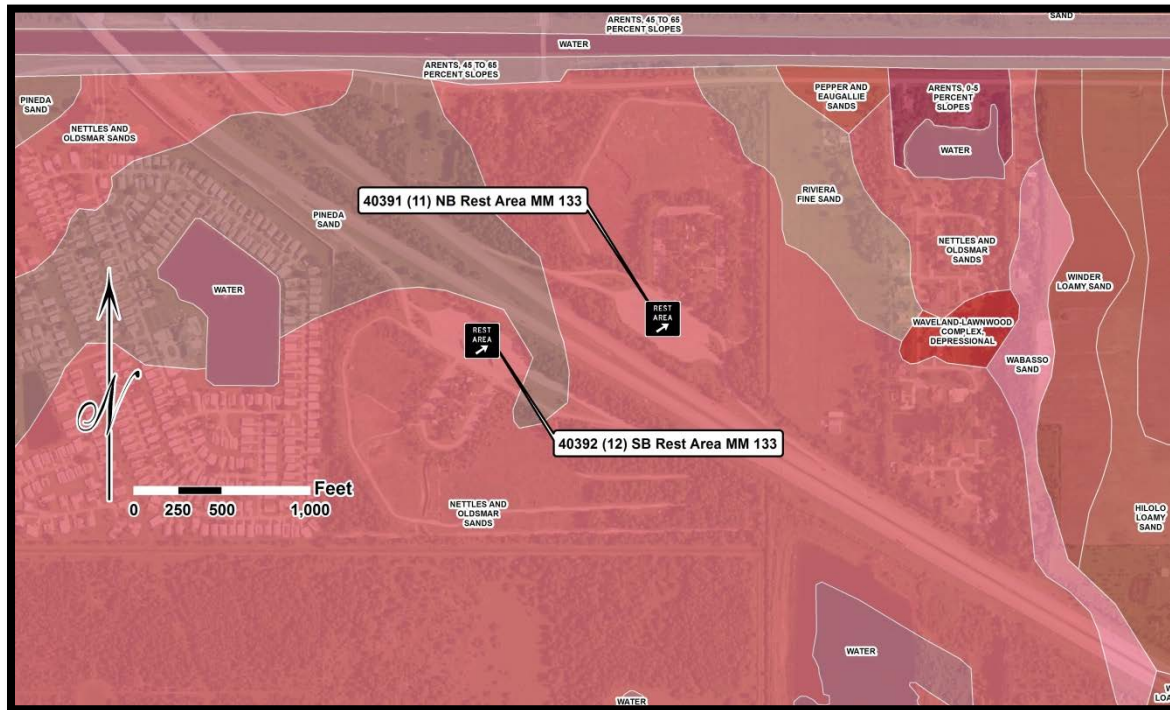 SAND
ARENTS, 45 TO 65
PERCENT SLOPES
WATER
ARENTS, 45 TO 65
PERCENT SLOPES
PINEDA
SAND
NETTLES AND
OLDSMAR SANDS
PEPPER AND
EAUGALLIE
SANDS
ARENTS, 0-5
PERCENT
SLOPES
WATER
40391 (11) NB Rest Area MM 133
RIVIERA
FINE SAND
PINEDA
SAND
NETTLES AND
OLDSMAR
SANDS
WINDER
LOAMY SAND
WATER
REST
AREA
REST
AREA
WAVELAND-LAWNWOOD
COMPLEX,
DEPRESSIONAL
WABASSO
SAND
N
40392 (12) SB Rest Area MM 133
Feet
0 250 500 1,000
NETTLES AND
OLDSMAR
SANDS
HILOLO
LOAMY
SAND
WATER
W
LOA
WATER